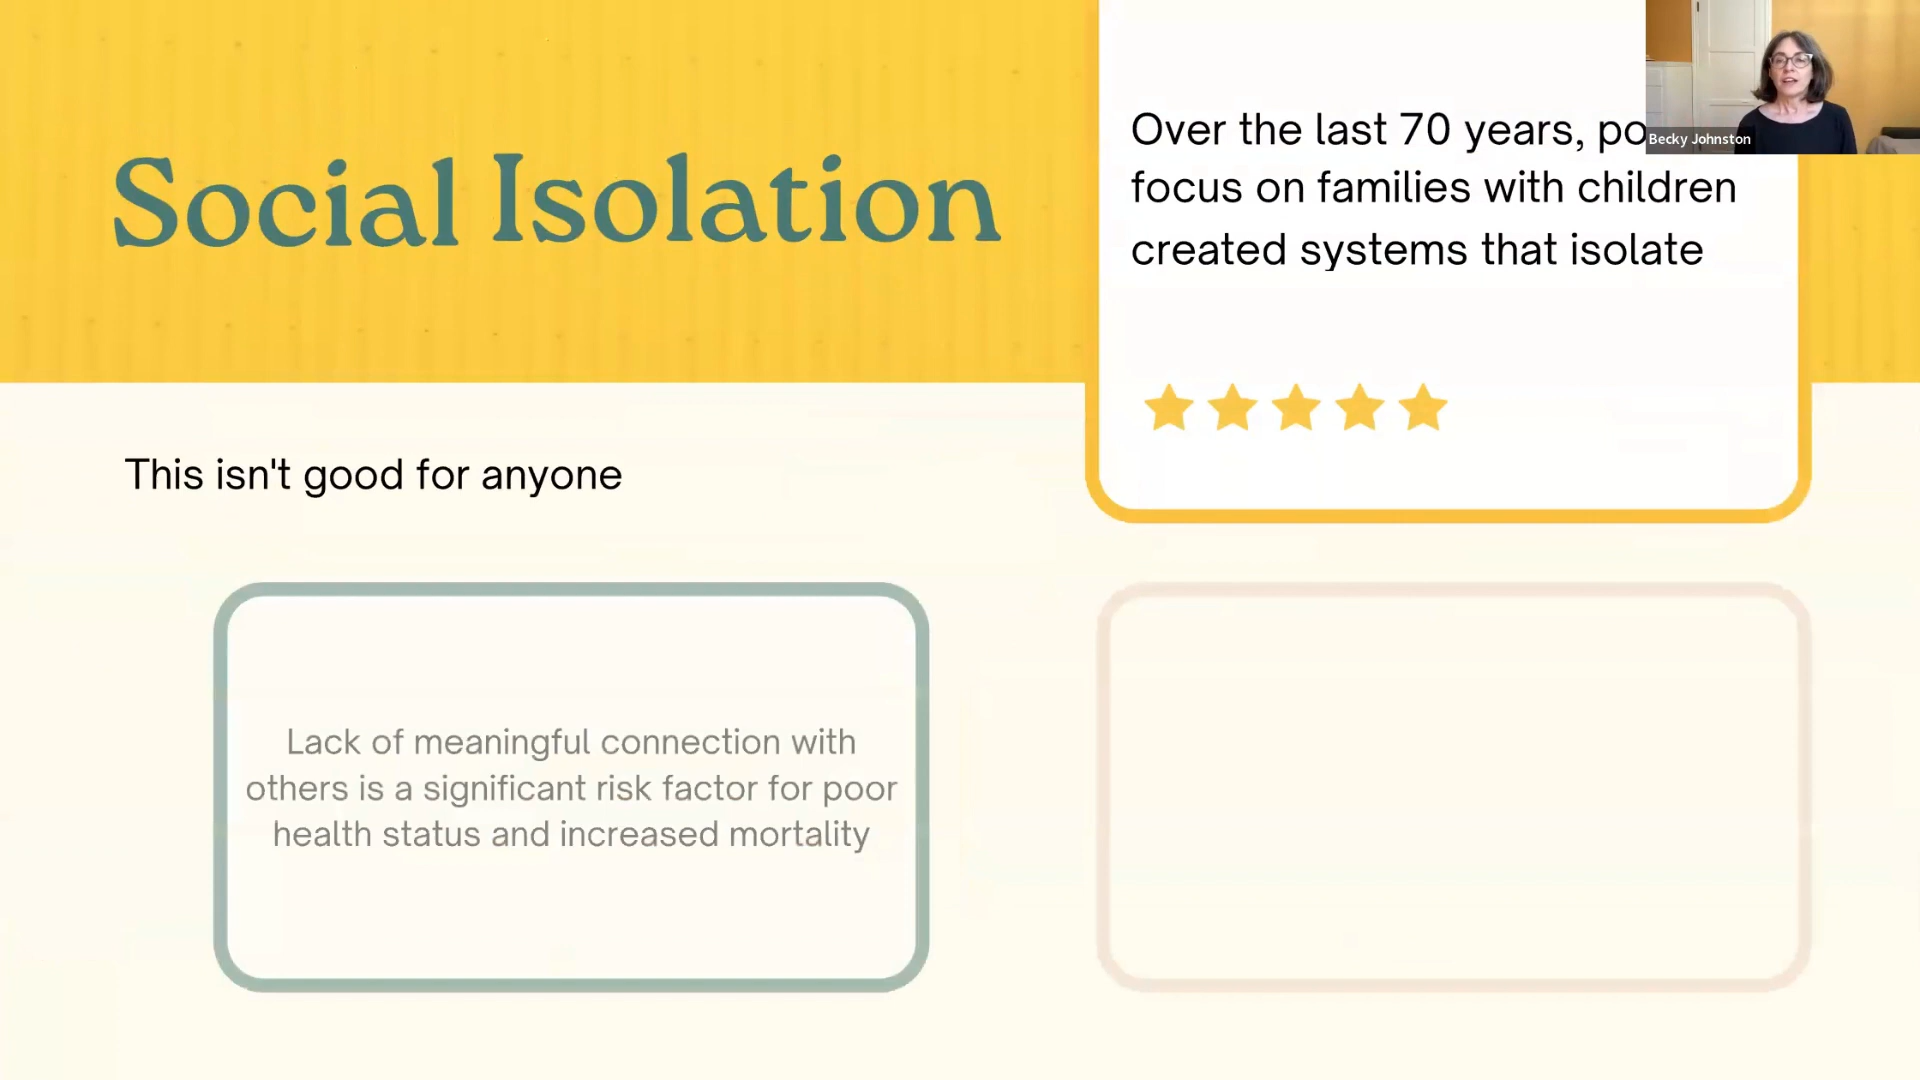 Social Isolation
Over the last 70 years, po
focus on families with children
created systems that isolate
Becky Johnston
This isn't good for anyone
Lack of meaningful connection with
others is a significant risk factor for poor
health status and increased mortality